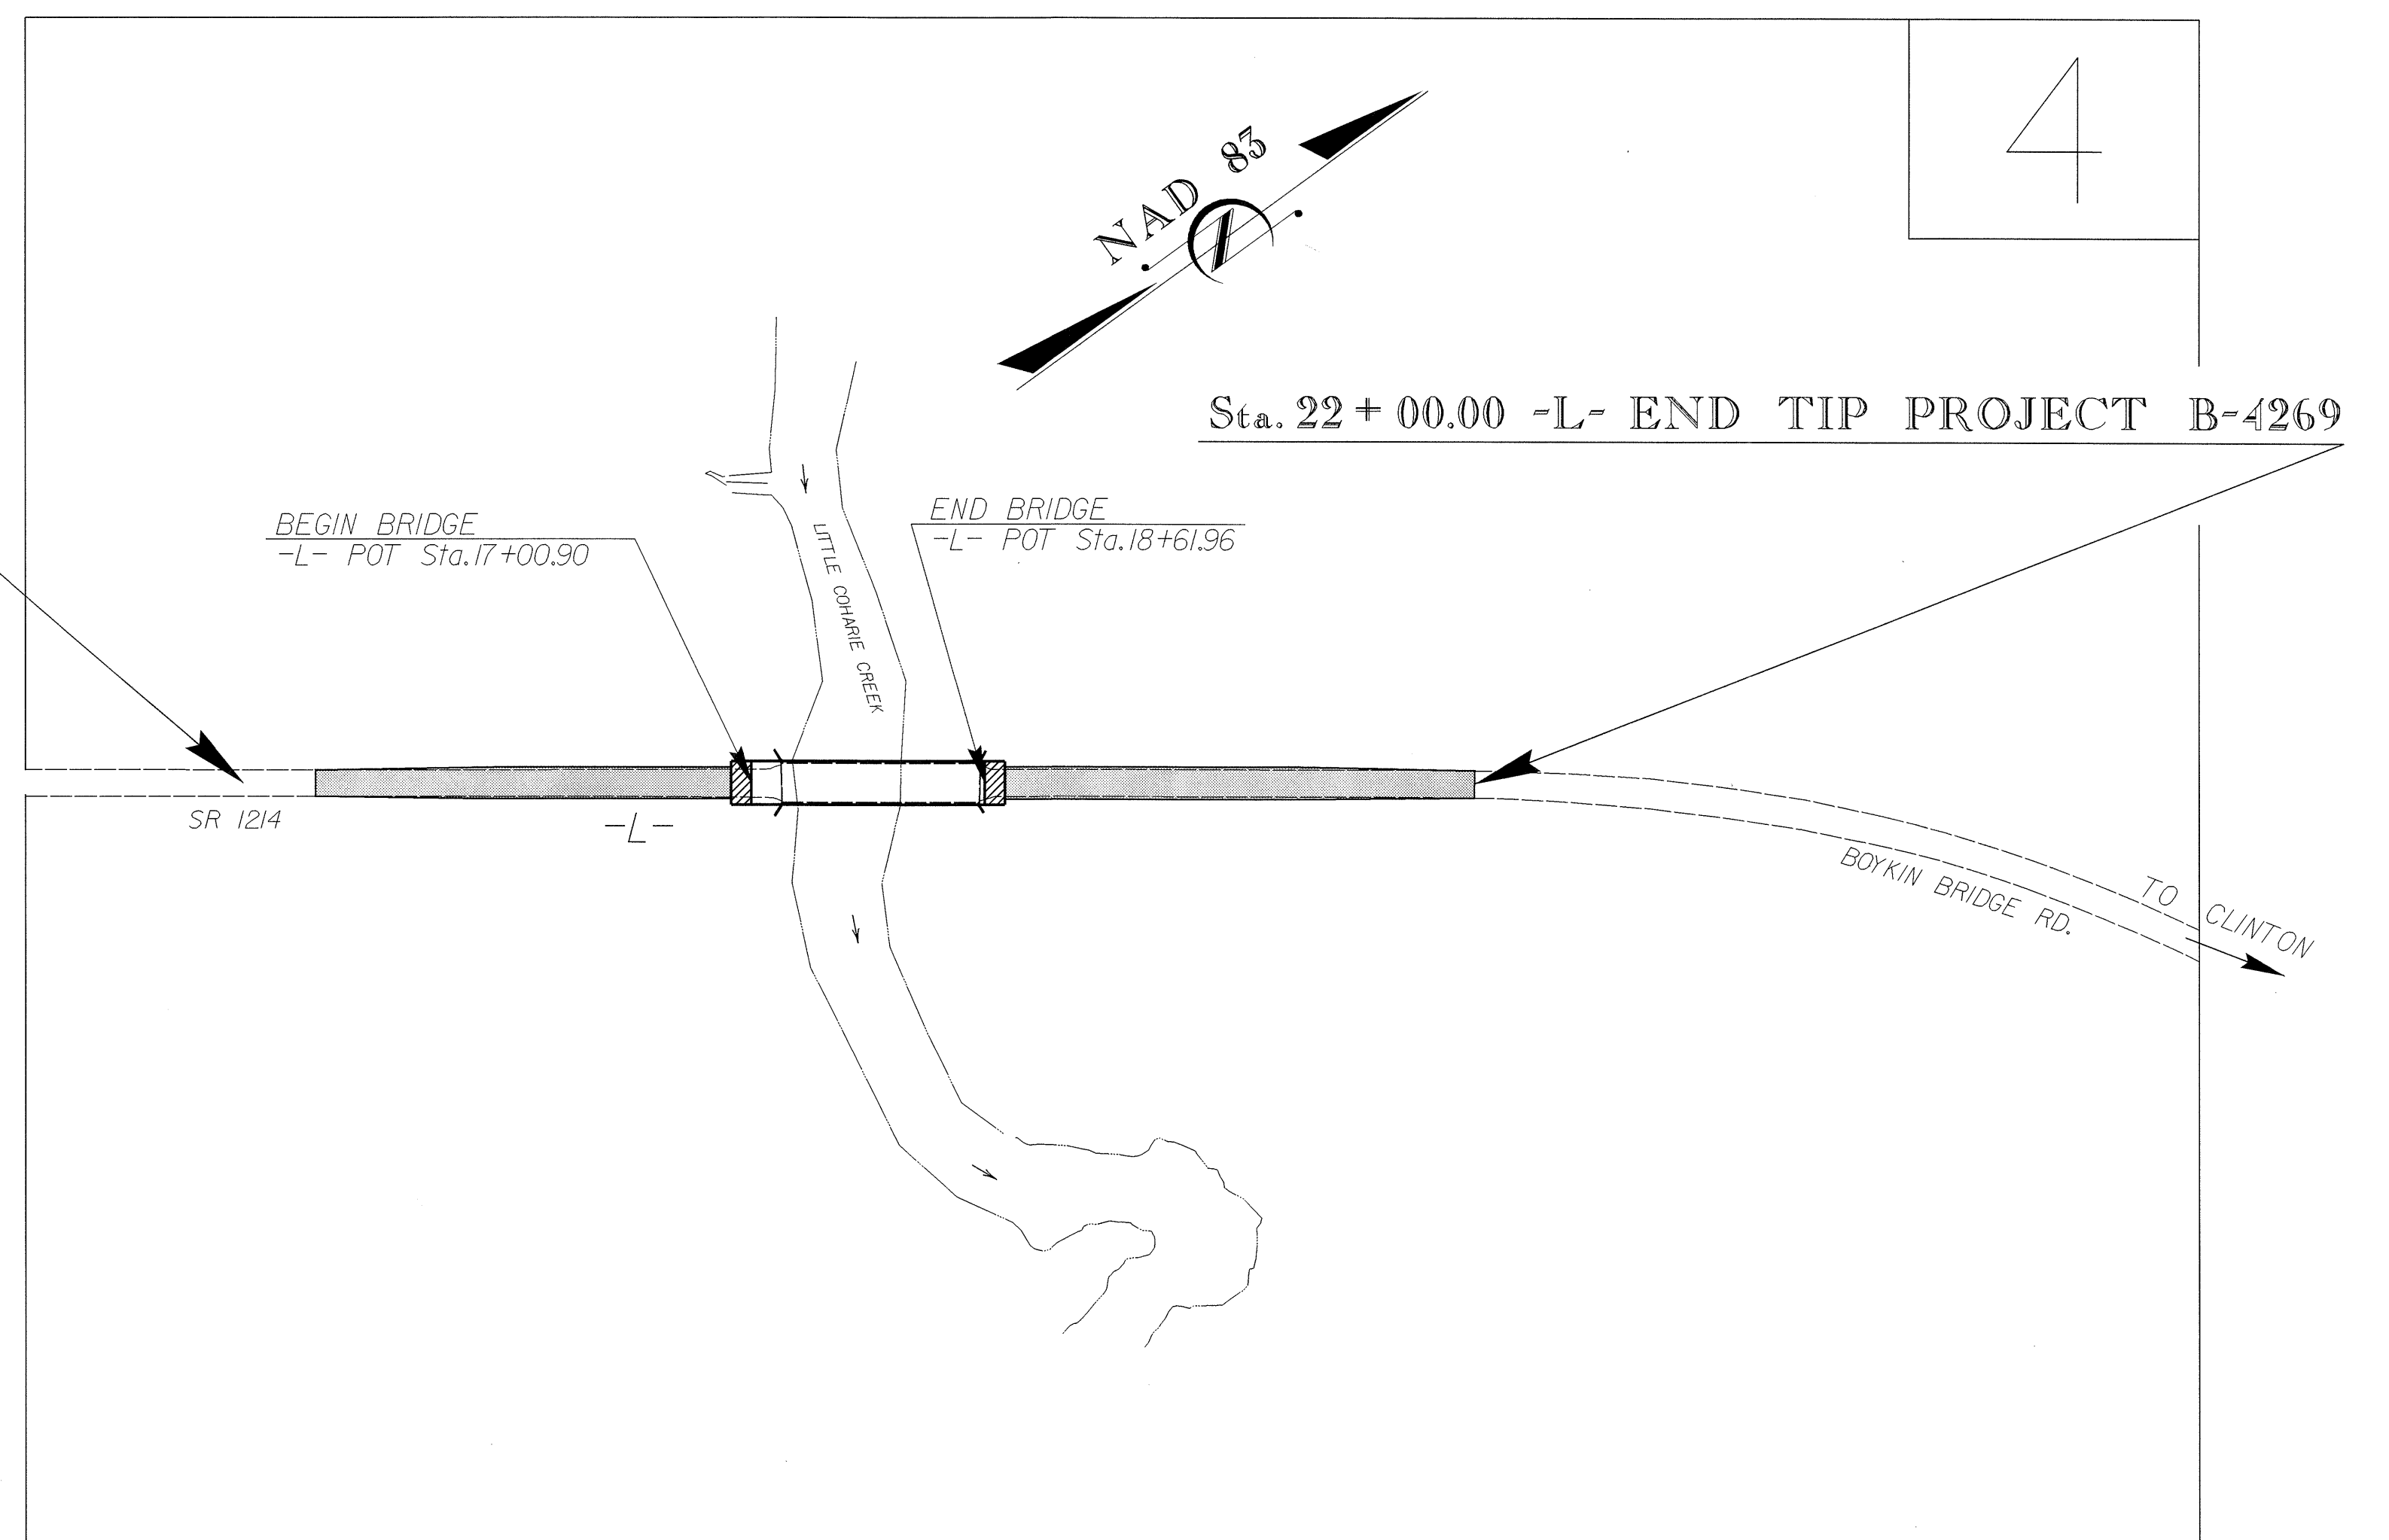 4
NAD 83
N
Sta. 22 + 00.00 -L- END TIP PROJECT B-4269
BEGIN BRIDGE
-L- POT Sta.17+00.90
END BRIDGE
-L- POT Sta.18+61.96
LITTLE COHARIE CREEK
SR 1214
-L-
BOYKIN BRIDGE RD.
TO CLINTON